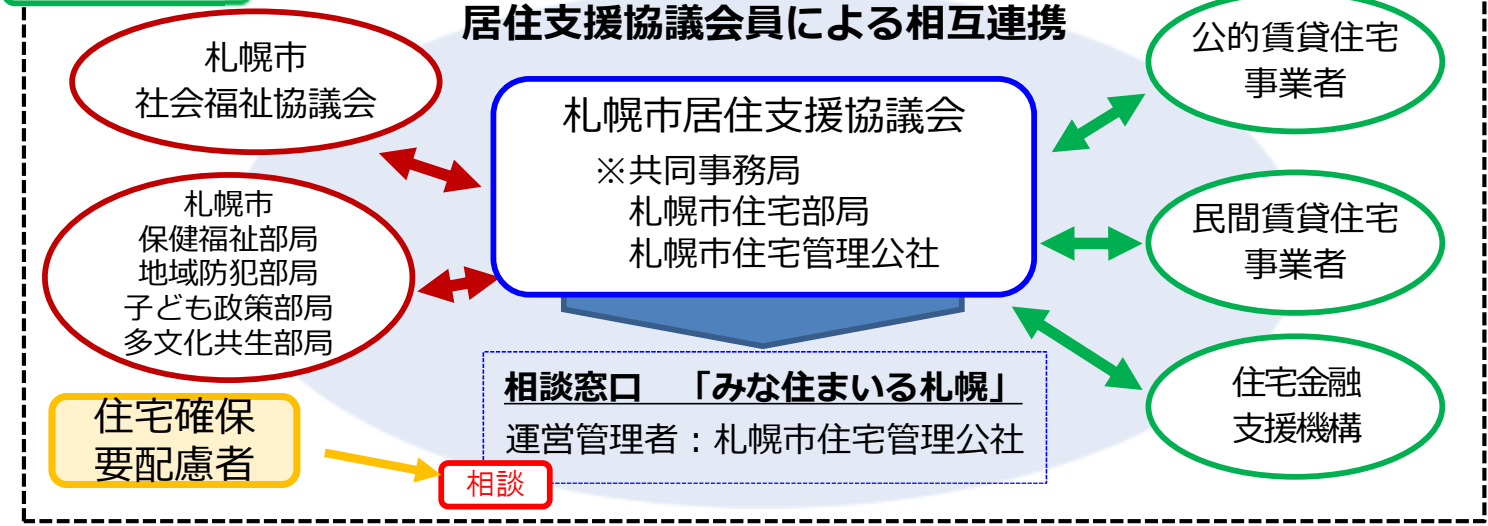 居住支援協議会員による相互連携
札幌市
社会福祉協議会
札幌市
保健福祉部局
地域防犯部局
子ども政策部局
多文化共生部局
札幌市居住支援協議会
※共同事務局
札幌市住宅部局
札幌市住宅管理公社
公的賃貸住宅
事業者
民間賃貸住宅
事業者
住宅金融
支援機構
相談窓口 「みな住まいる札幌」
運営管理者:札幌市住宅管理公社
住宅確保
要配慮者
相談